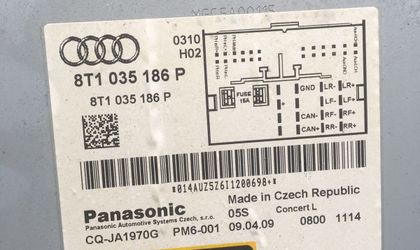 0310
H02
8T1 035 186 P
8T1 035 186 P
FUSE
15A
GND LR- LR+
+ LF- LF+
CAN- RF- RF+
CAN+ RR- RR+
*014AUZ5Z6I1200698*
Made in Czech Republic
Panasonic
Panasonic Automotive Systems Czech, s.r.o.
05S Concert L
CQ-JA1970G PM6-001 09.04.09 0800 1114